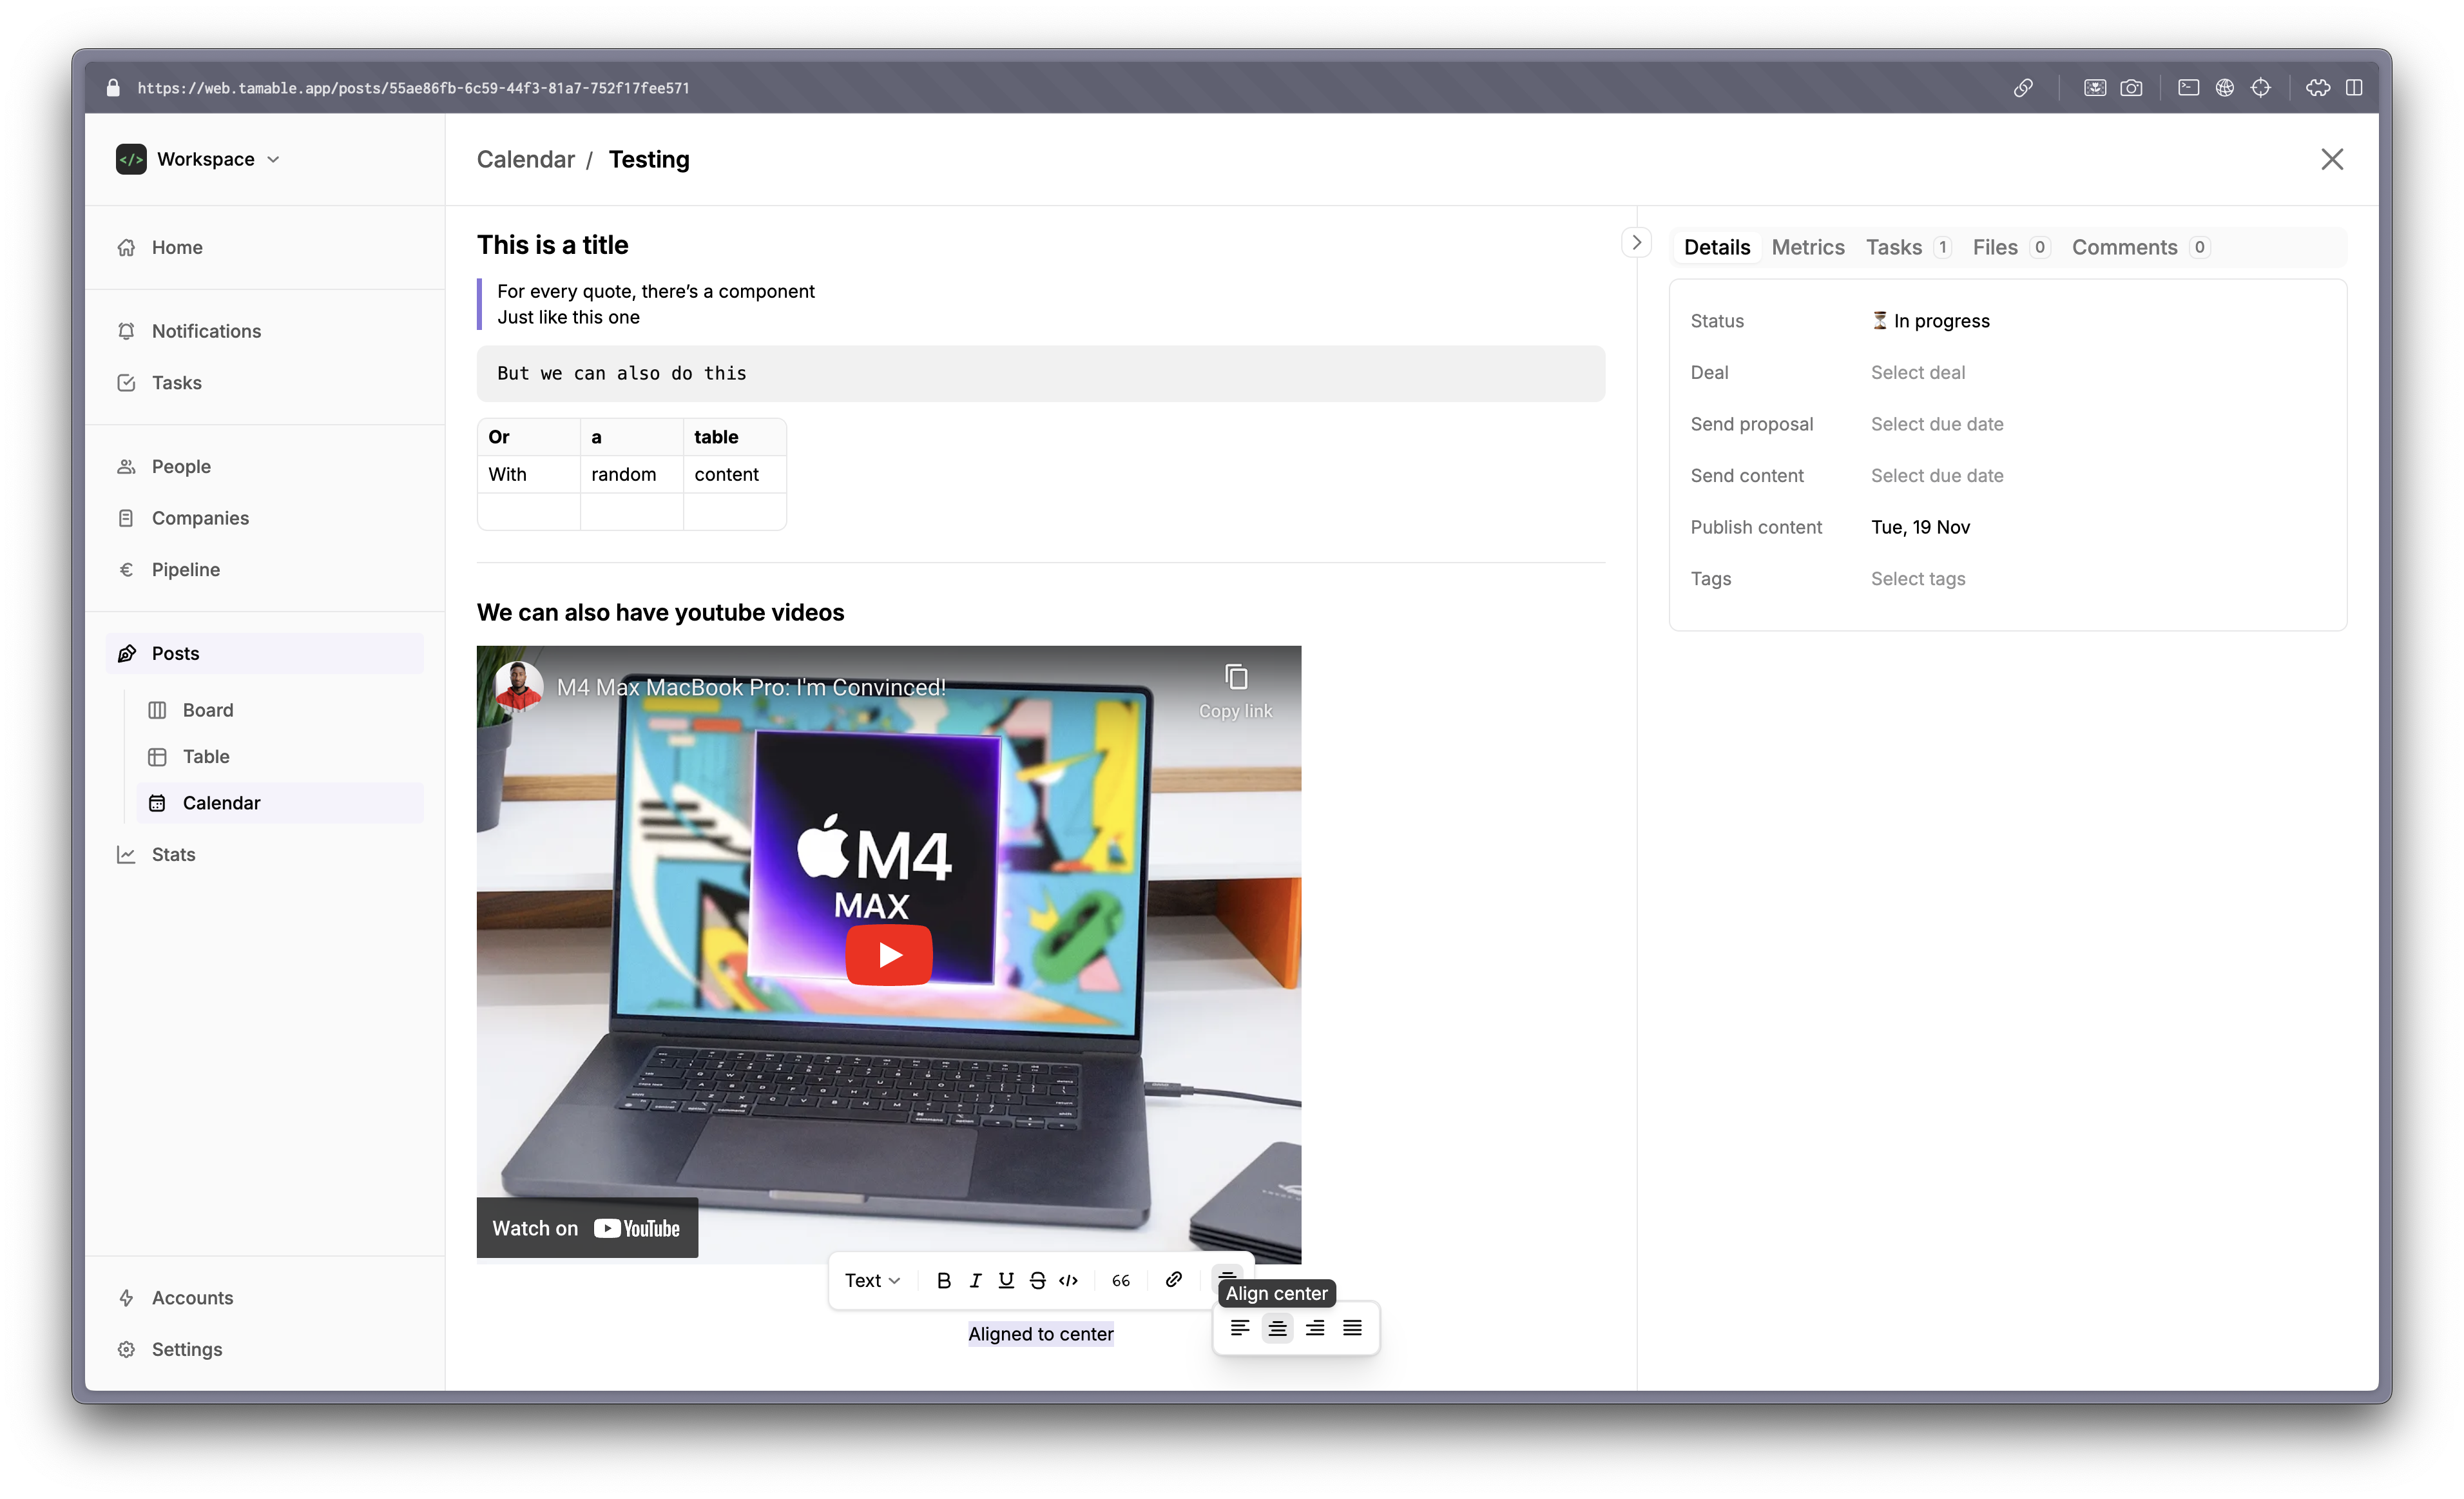 https://web.tamable.app/posts/55ae86fb-6c59-44f3-81a7-752f17fee571
</> Workspace
Calendar / Testing
Home
Notifications
Tasks
People
Companies
€ Pipeline
Posts
Board
Table
Calendar
Stats
Accounts
Settings
This is a title
For every quote, there’s a component
Just like this one
But we can also do this
Or a table
With random content
We can also have youtube videos
M4 Max MacBook Pro: I'm Convinced!
Copy link
M4
MAX
Watch on YouTube
Text B I U S </> 66
Align center
Aligned to center
Details Metrics Tasks 1 Files 0 Comments 0
Status ⏳ In progress
Deal Select deal
Send proposal Select due date
Send content Select due date
Publish content Tue, 19 Nov
Tags Select tags